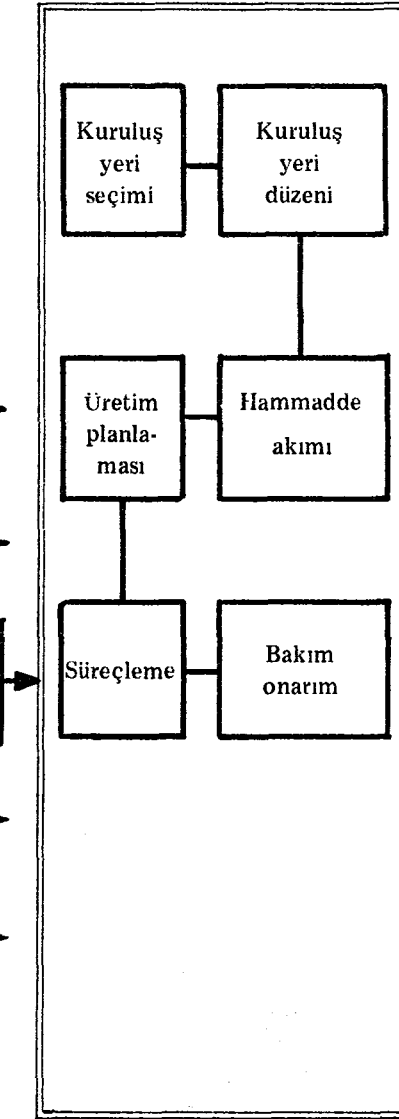 Kuruluş
yeri
seçimi
Kuruluş
yeri
düzeni
Üretim
planla-
ması
Hammadde
akımı
Süreçleme
Bakım
onarım